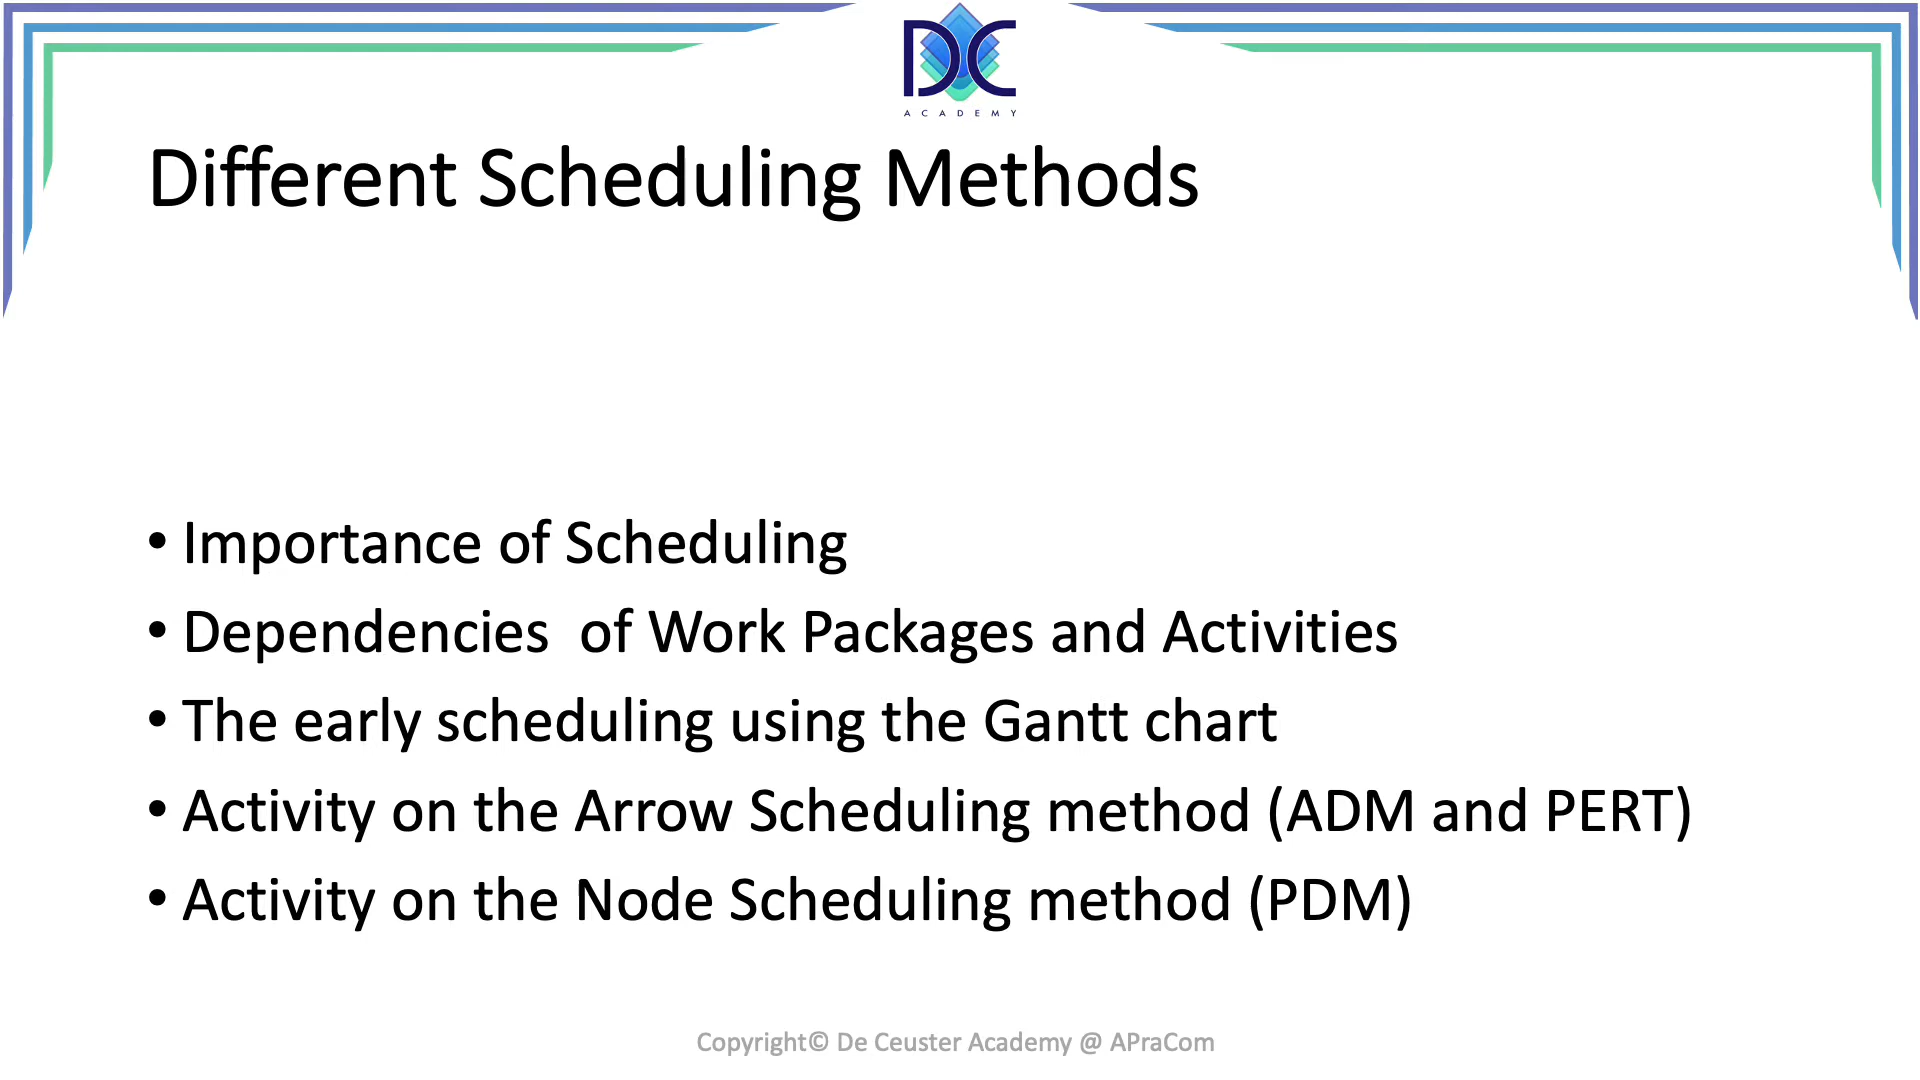 DC
ACADEMY
Different Scheduling Methods
• Importance of Scheduling
• Dependencies  of Work Packages and Activities
• The early scheduling using the Gantt chart
• Activity on the Arrow Scheduling method (ADM and PERT)
• Activity on the Node Scheduling method (PDM)
Copyright© De Ceuster Academy @ APraCom